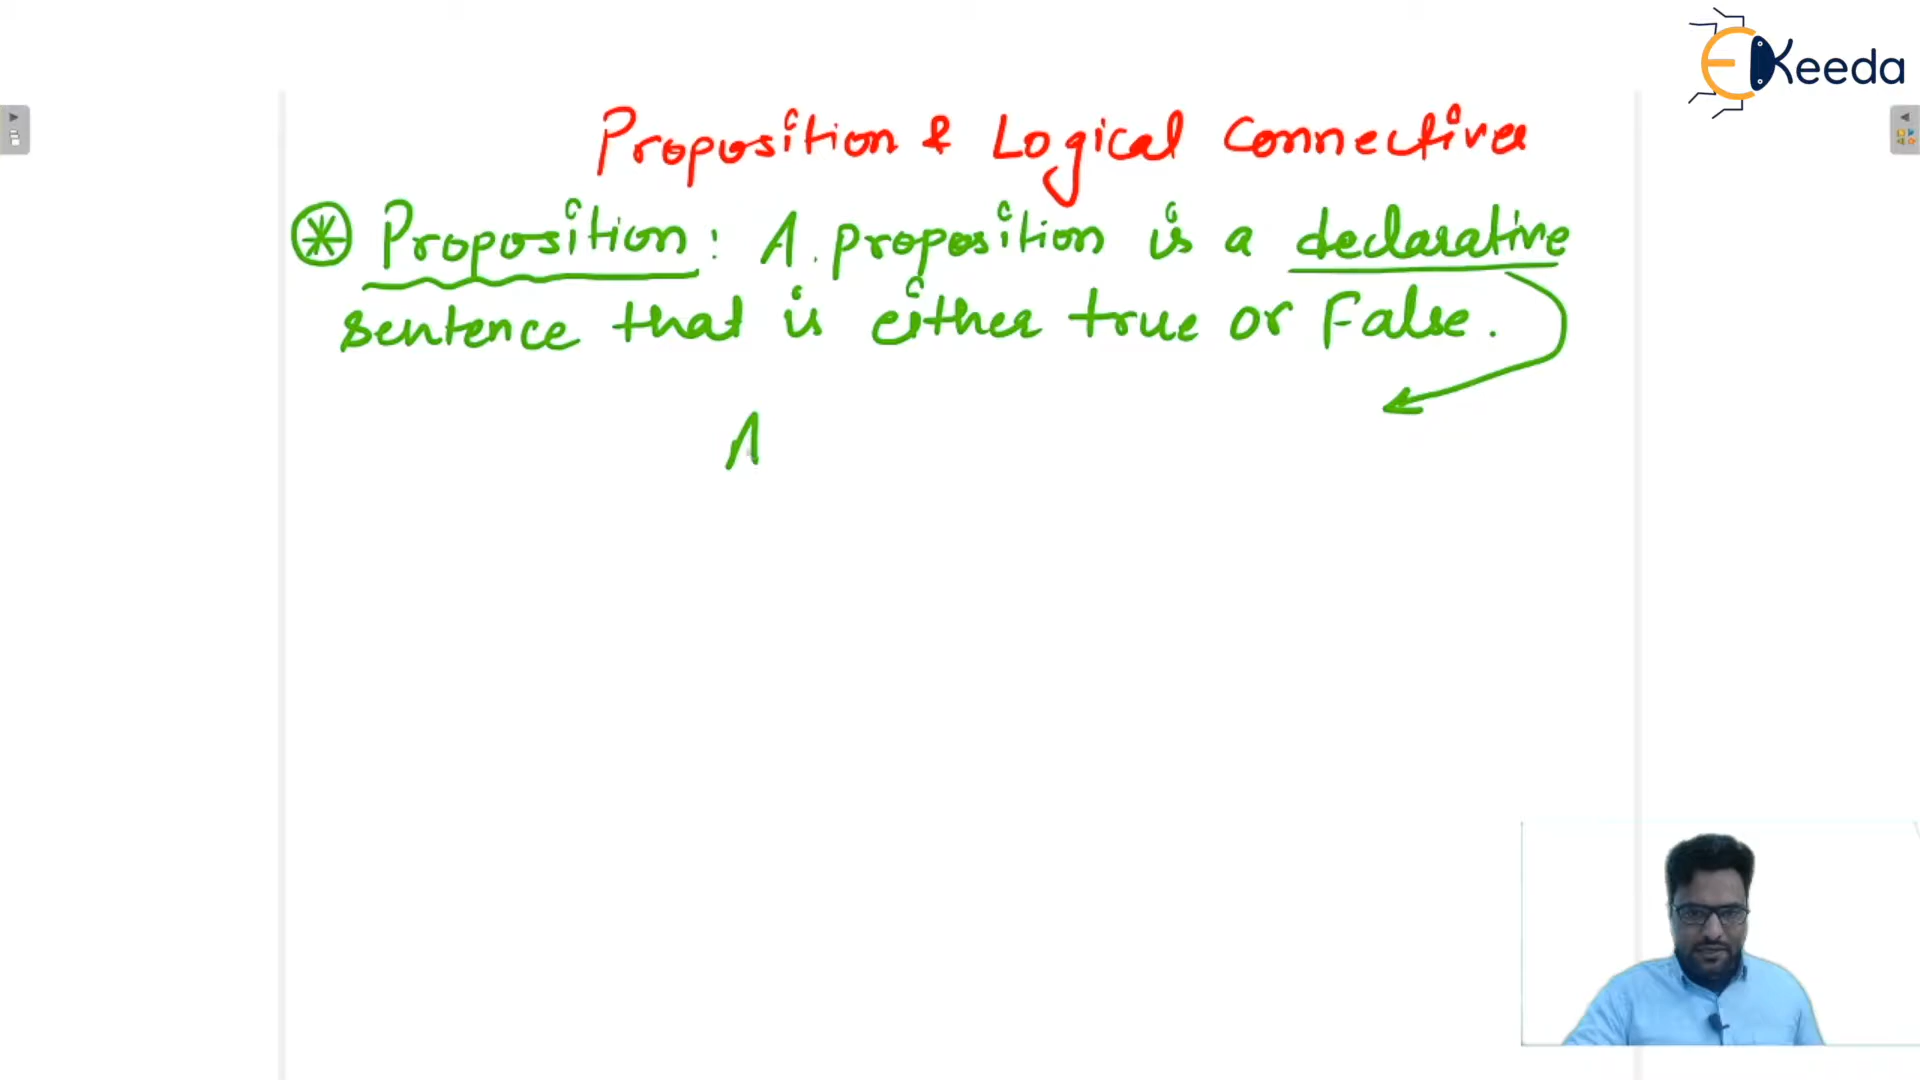 EKeeda
Proposition & Logical Connectives
Proposition: A proposition is a declarative
sentence that is either true or False.
A